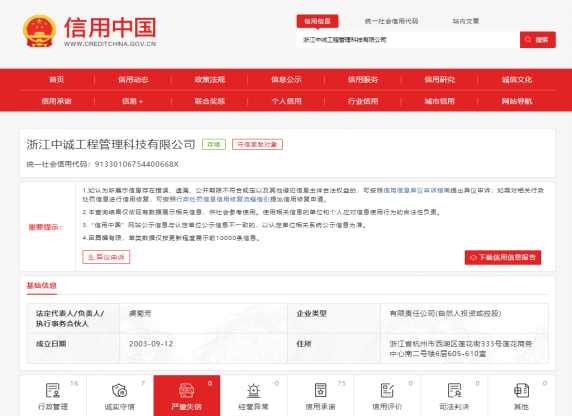 信用中国
WWW.CREDITCHINA.GOV.CN
信用信息 统一社会信用代码 站内文章
浙江中诚工程管理科技有限公司 搜索
首页 信用动态 政策法规 信息公示 信用服务 信用研究 诚信文化
信用承诺 信易+ 联合奖惩 个人信用 行业信用 城市信用 网站导航
浙江中诚工程管理科技有限公司 存续 守信激励对象
统一社会信用代码：91330106754400668X
重要提示：
1.如认为所展示信息存在错误、遗漏、公开期限不符合规定以及其他侵犯信息主体合法权益的，可按照信用信息异议申诉指南提出异议申诉；如需对相关行政
处罚信息进行信用修复，可按照行政处罚信息信用修复流程指引提出信用修复申请。
2.本查询结果仅依现有数据展示相关信息，供社会参考使用。使用相关信息的单位和个人应对信息使用行为的合法性负责。
3.“信用中国”网站公示信息与认定单位公示信息不一致的，以认定单位相关系统公示信息为准。
4.因篇幅有限，单类数据仅按更新程度展示前10000条信息。
异议申诉 下载信用信息报告
基础信息
法定代表人/负责人/
执行事务合伙人
虞菊芳
企业类型 有限责任公司(自然人投资或控股)
成立日期 2003-09-12
住所 浙江省杭州市西湖区莲花街333号莲花商务
中心南二号楼6层605-610室
16 7 0 0 75 0 0 0
行政管理 诚实守信 严重失信 经营异常 信用承诺 信用评价 司法判决 其他